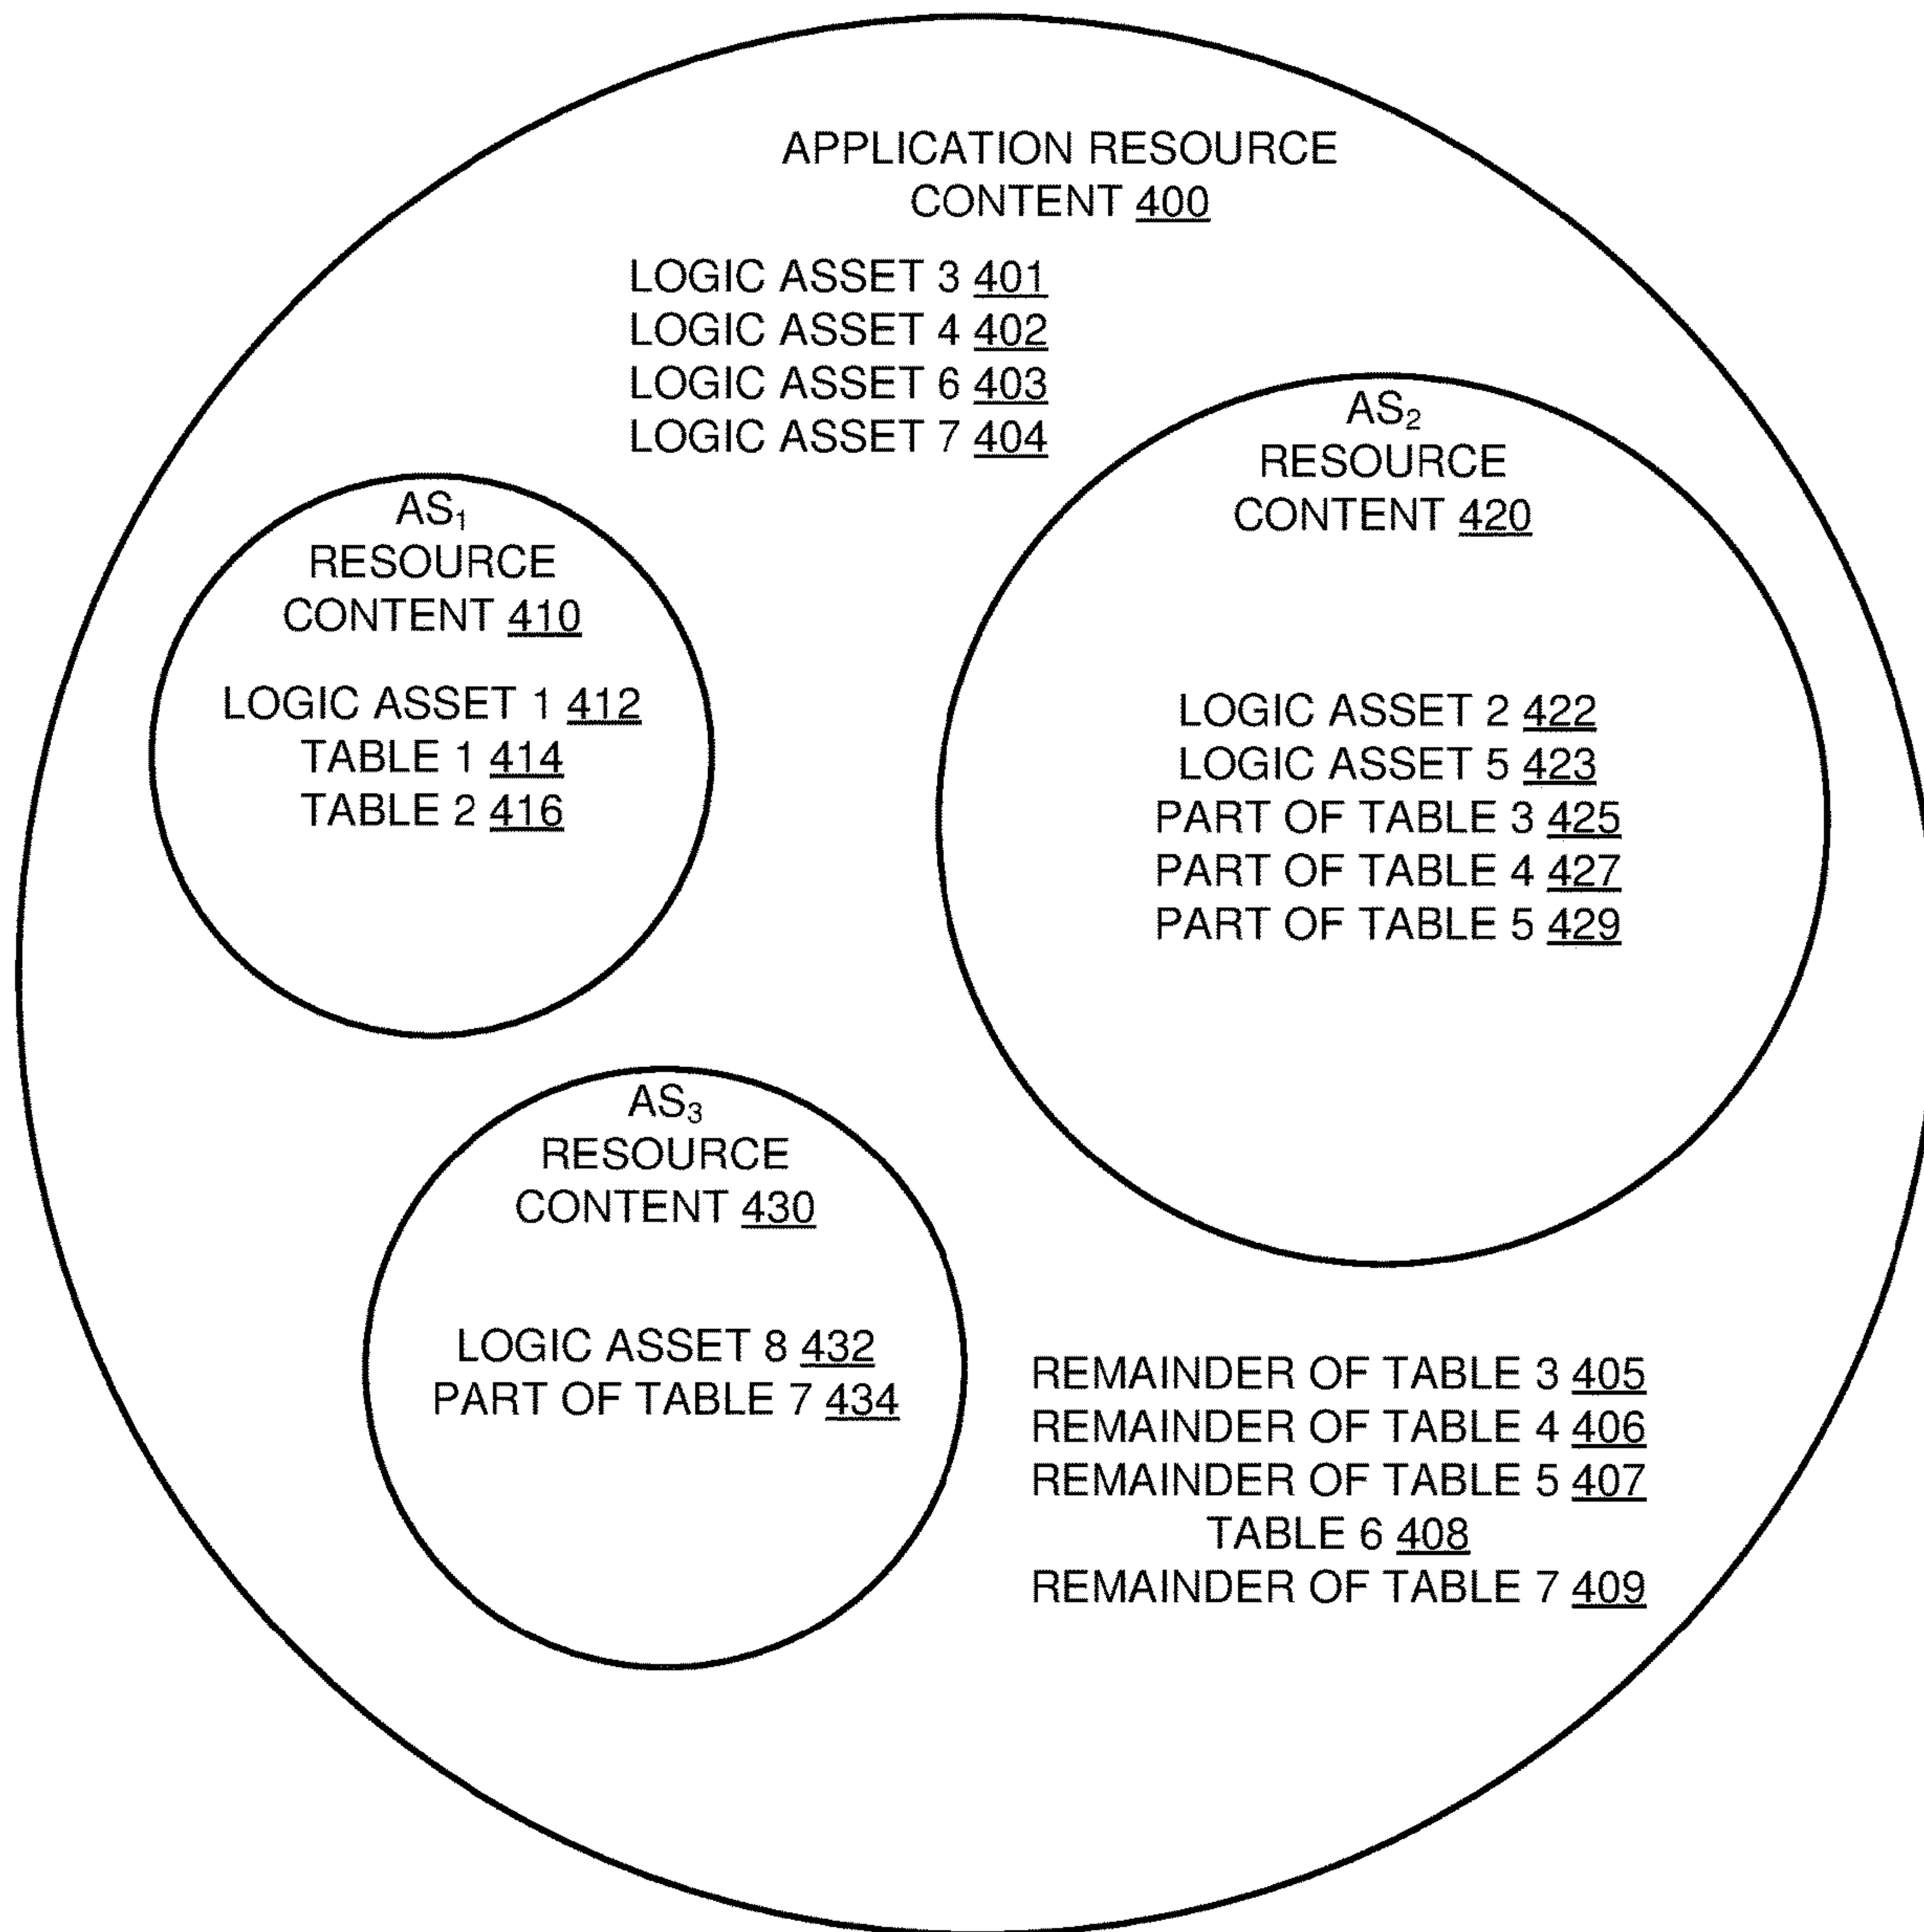 APPLICATION RESOURCE
CONTENT 400
LOGIC ASSET 3 401
LOGIC ASSET 4 402
LOGIC ASSET 6 403
LOGIC ASSET 7 404
AS₁
RESOURCE
CONTENT 410
LOGIC ASSET 1 412
TABLE 1 414
TABLE 2 416
AS₂
RESOURCE
CONTENT 420
LOGIC ASSET 2 422
LOGIC ASSET 5 423
PART OF TABLE 3 425
PART OF TABLE 4 427
PART OF TABLE 5 429
AS₃
RESOURCE
CONTENT 430
LOGIC ASSET 8 432
PART OF TABLE 7 434
REMAINDER OF TABLE 3 405
REMAINDER OF TABLE 4 406
REMAINDER OF TABLE 5 407
TABLE 6 408
REMAINDER OF TABLE 7 409